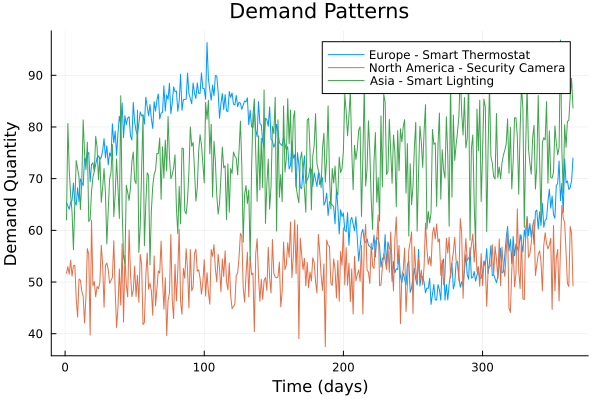 Demand Patterns
Europe - Smart Thermostat
North America - Security Camera
Asia - Smart Lighting
Demand Quantity
90
80
70
60
50
40
0
100
200
300
Time (days)